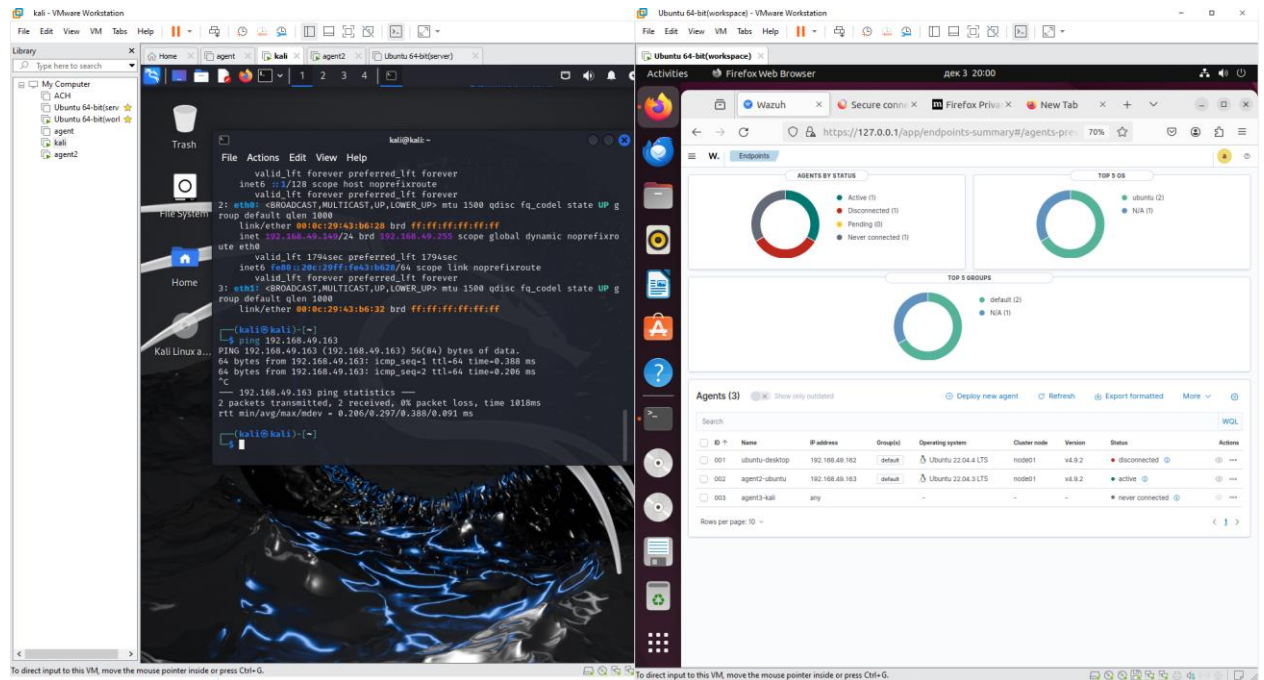 kali - VMware Workstation
File Edit View VM Tabs Help
Library
Type here to search
My Computer
ACH
Ubuntu 64-bit(serv
Ubuntu 64-bit(worl
agent
kali
agent2
Home agent kali agent2 Ubuntu 64-bit(server)
1 2 3 4
Trash
File System
Home
Kali Linux a...
kali@kali: ~
File Actions Edit View Help
valid_lft forever preferred_lft forever
inet6 ::1/128 scope host noprefixroute
valid_lft forever preferred_lft forever
2: eth0: <BROADCAST,MULTICAST,UP,LOWER_UP> mtu 1500 qdisc fq_codel state UP g
roup default qlen 1000
link/ether 00:0c:29:43:b6:28 brd ff:ff:ff:ff:ff:ff
inet 192.168.49.149/24 brd 192.168.49.255 scope global dynamic noprefixro
ute eth0
valid_lft 1794sec preferred_lft 1794sec
inet6 fe80::20c:29ff:fe43:b628/64 scope link noprefixroute
valid_lft forever preferred_lft forever
3: eth1: <BROADCAST,MULTICAST,UP,LOWER_UP> mtu 1500 qdisc fq_codel state UP g
roup default qlen 1000
link/ether 00:0c:29:43:b6:32 brd ff:ff:ff:ff:ff:ff
(kali㉿kali)-[~]
$ ping 192.168.49.163
PING 192.168.49.163 (192.168.49.163) 56(84) bytes of data.
64 bytes from 192.168.49.163: icmp_seq=1 ttl=64 time=0.388 ms
64 bytes from 192.168.49.163: icmp_seq=2 ttl=64 time=0.206 ms
^C
— 192.168.49.163 ping statistics —
2 packets transmitted, 2 received, 0% packet loss, time 1018ms
rtt min/avg/max/mdev = 0.206/0.297/0.388/0.091 ms
(kali㉿kali)-[~]
$
To direct input to this VM, move the mouse pointer inside or press Ctrl+G.
Ubuntu 64-bit(workspace) - VMware Workstation
File Edit View VM Tabs Help
Ubuntu 64-bit(workspace)
Activities Firefox Web Browser дек 3 20:00
Wazuh Secure conne Firefox Priva New Tab
https://127.0.0.1/app/endpoints-summary#/agents-prev 70%
W. Endpoints a
AGENTS BY STATUS
Active (1)
Disconnected (1)
Pending (0)
Never connected (1)
TOP 5 OS
ubuntu (2)
N/A (1)
TOP 5 GROUPS
default (2)
N/A (1)
Agents (3) Show only outdated Deploy new agent Refresh Export formatted More
Search WQL
ID Name IP address Group(s) Operating system Cluster node Version Status Actions
001 ubuntu-desktop 192.168.49.162 default Ubuntu 22.04.4 LTS node01 v4.9.2 disconnected
002 agent2-ubuntu 192.168.49.163 default Ubuntu 22.04.3 LTS node01 v4.9.2 active
003 agent3-kali any - - - never connected
Rows per page: 10 1
To direct input to this VM, move the mouse pointer inside or press Ctrl+G.